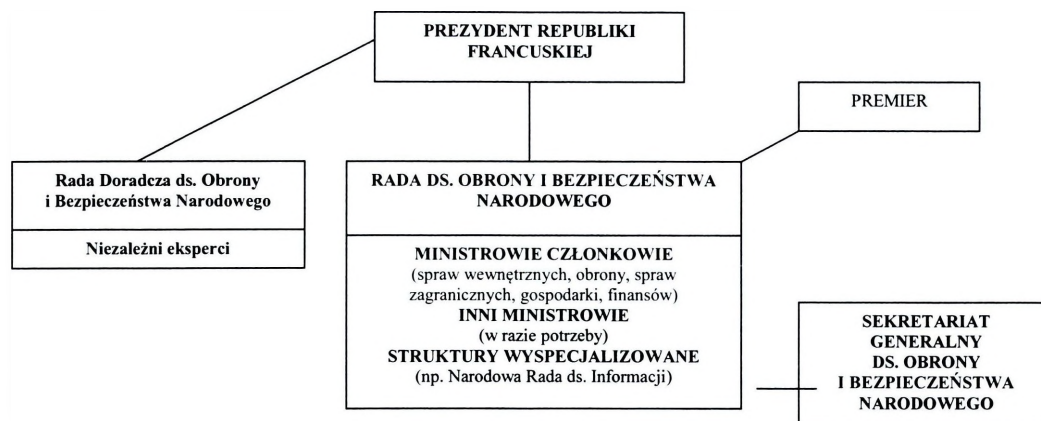 PREZYDENT REPUBLIKI
FRANCUSKIEJ
PREMIER
Rada Doradcza ds. Obrony
i Bezpieczeństwa Narodowego
Niezależni eksperci
RADA DS. OBRONY I BEZPIECZEŃSTWA
NARODOWEGO
MINISTROWIE CZŁONKOWIE
(spraw wewnętrznych, obrony, spraw
zagranicznych, gospodarki, finansów)
INNI MINISTROWIE
(w razie potrzeby)
STRUKTURY WYSPECJALIZOWANE
(np. Narodowa Rada ds. Informacji)
SEKRETARIAT
GENERALNY
DS. OBRONY
I BEZPIECZEŃSTWA
NARODOWEGO